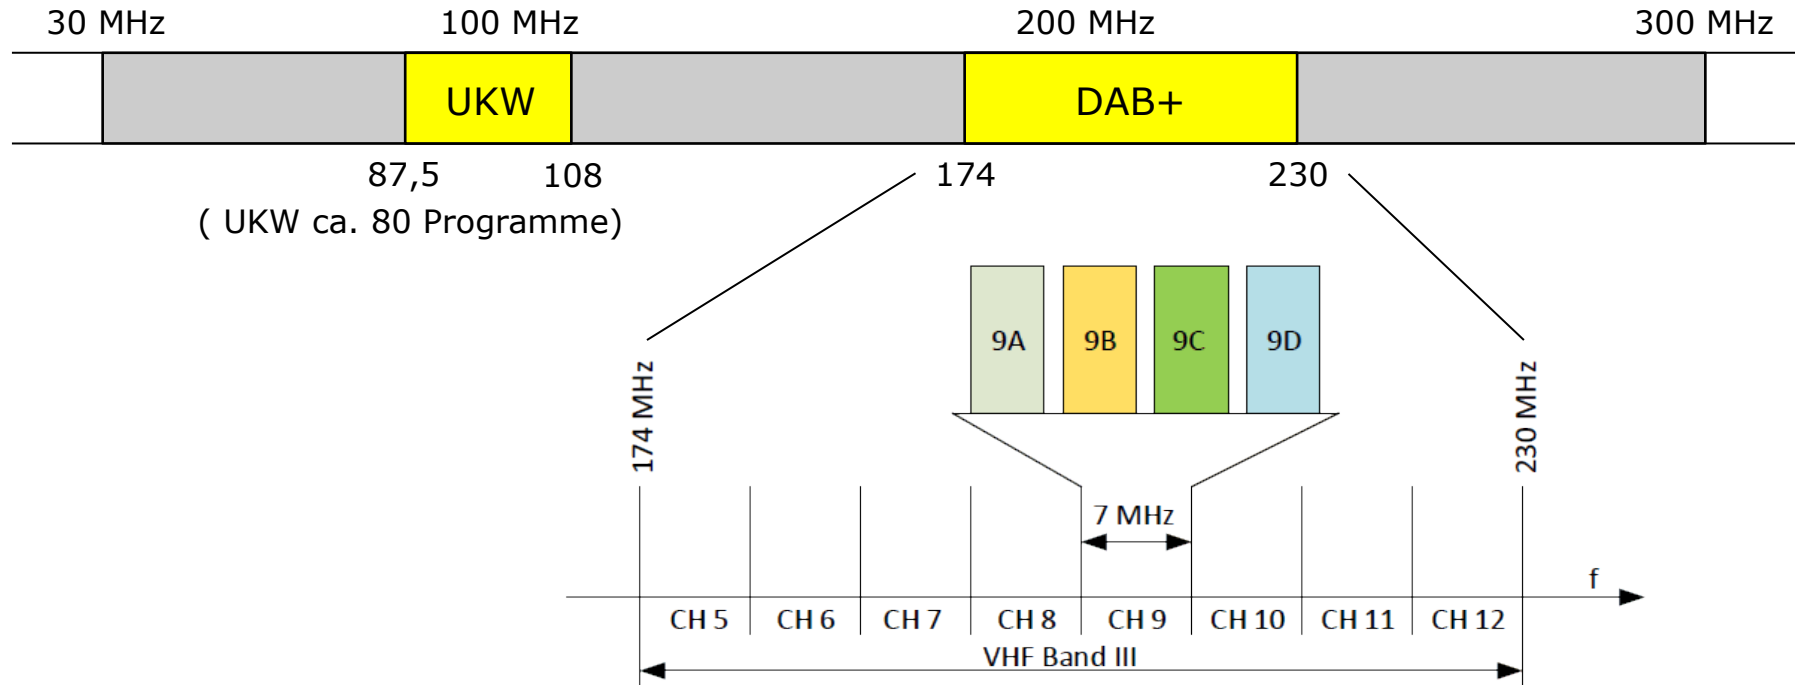 30 MHz 100 MHz 200 MHz 300 MHz
UKW DAB+
87,5 108 174 230
( UKW ca. 80 Programme)
9A 9B 9C 9D
174 MHz 230 MHz
7 MHz
f
CH 5 CH 6 CH 7 CH 8 CH 9 CH 10 CH 11 CH 12
VHF Band III